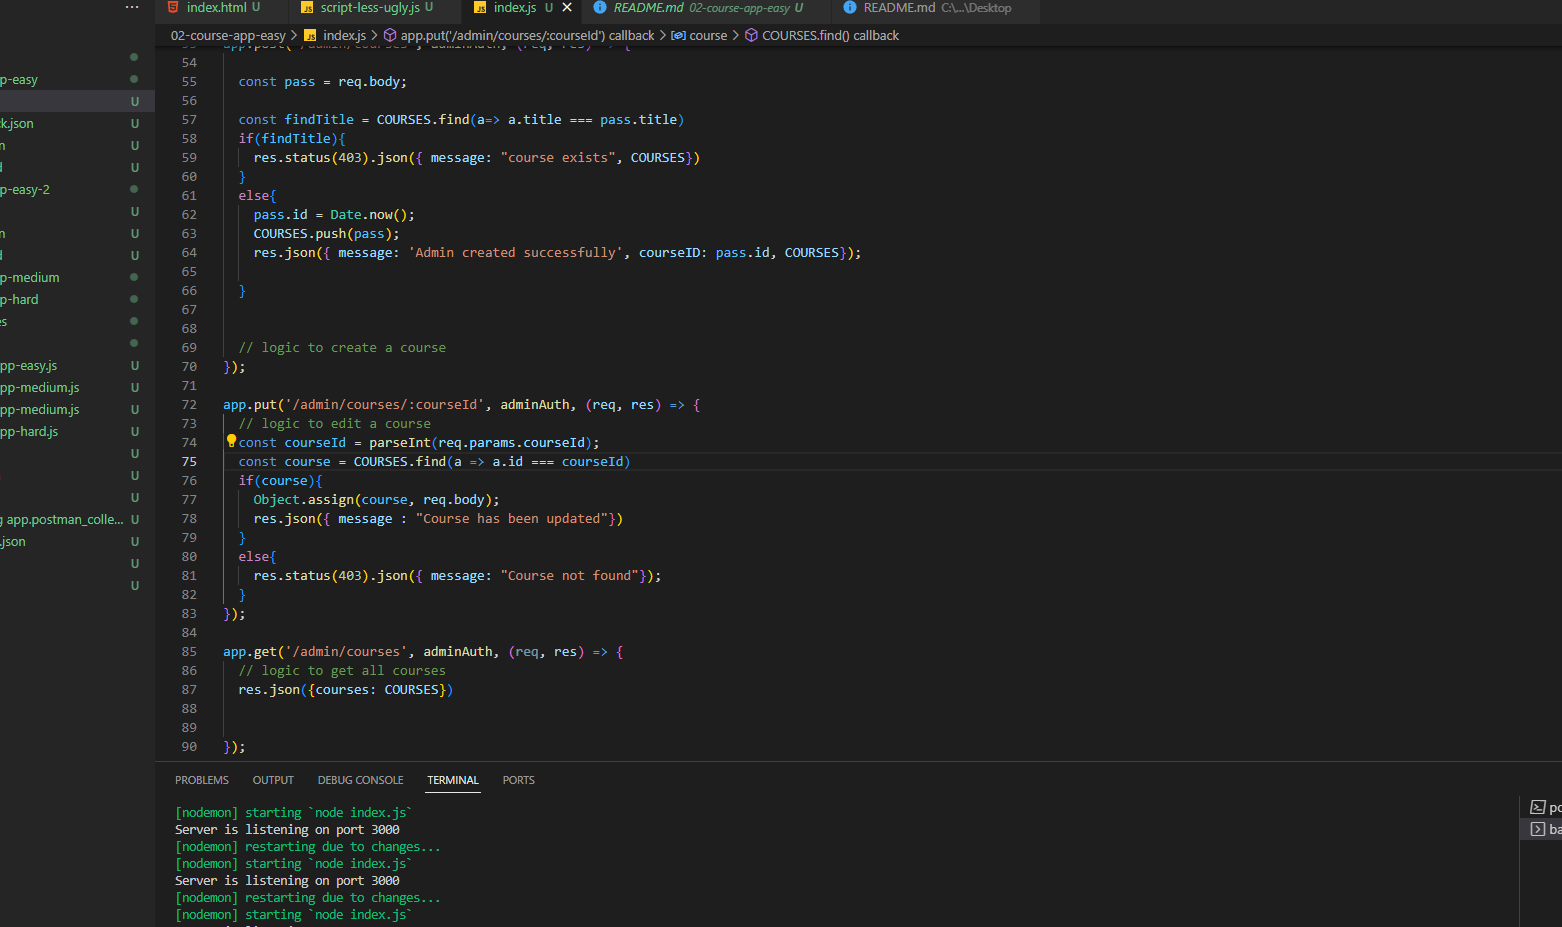 index.html U
script-less-ugly.js U
index.js U
README.md 02-course-app-easy U
README.md C:\...\Desktop
02-course-app-easy > index.js > app.put('/admin/courses/:courseId') callback > course > COURSES.find() callback
p-easy
U
k.json U
n U
d U
p-easy-2
U
n U
d U
p-medium
p-hard
es
pp-easy.js U
pp-medium.js U
pp-medium.js U
pp-hard.js U
U
U
U
g app.postman_colle... U
.json U
U
U
53 app.post('/admin/courses', adminAuth, (req, res) => {
54
55 const pass = req.body;
56
57 const findTitle = COURSES.find(a=> a.title === pass.title)
58 if(findTitle){
59 res.status(403).json({ message: "course exists", COURSES})
60 }
61 else{
62 pass.id = Date.now();
63 COURSES.push(pass);
64 res.json({ message: 'Admin created successfully', courseID: pass.id, COURSES});
65
66 }
67
68
69 // logic to create a course
70 });
71
72 app.put('/admin/courses/:courseId', adminAuth, (req, res) => {
73 // logic to edit a course
74 const courseId = parseInt(req.params.courseId);
75 const course = COURSES.find(a => a.id === courseId)
76 if(course){
77 Object.assign(course, req.body);
78 res.json({ message : "Course has been updated"})
79 }
80 else{
81 res.status(403).json({ message: "Course not found"});
82 }
83 });
84
85 app.get('/admin/courses', adminAuth, (req, res) => {
86 // logic to get all courses
87 res.json({courses: COURSES})
88
89
90 });
PROBLEMS OUTPUT DEBUG CONSOLE TERMINAL PORTS
[nodemon] starting `node index.js`
Server is listening on port 3000
[nodemon] restarting due to changes...
[nodemon] starting `node index.js`
Server is listening on port 3000
[nodemon] restarting due to changes...
[nodemon] starting `node index.js`
po
ba